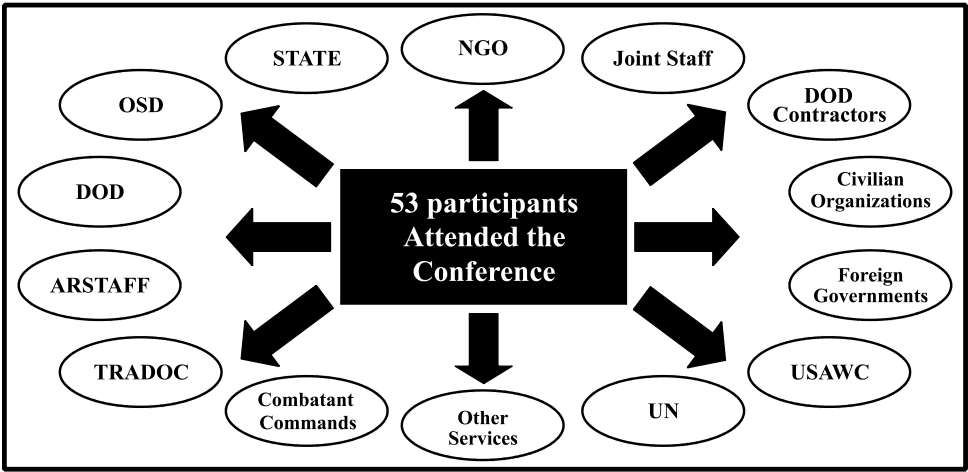 STATE
NGO
Joint Staff
OSD
DOD
Contractors
DOD
Civilian
Organizations
53 participants
Attended the
Conference
ARSTAFF
Foreign
Governments
TRADOC
USAWC
Combatant
Commands
Other
Services
UN